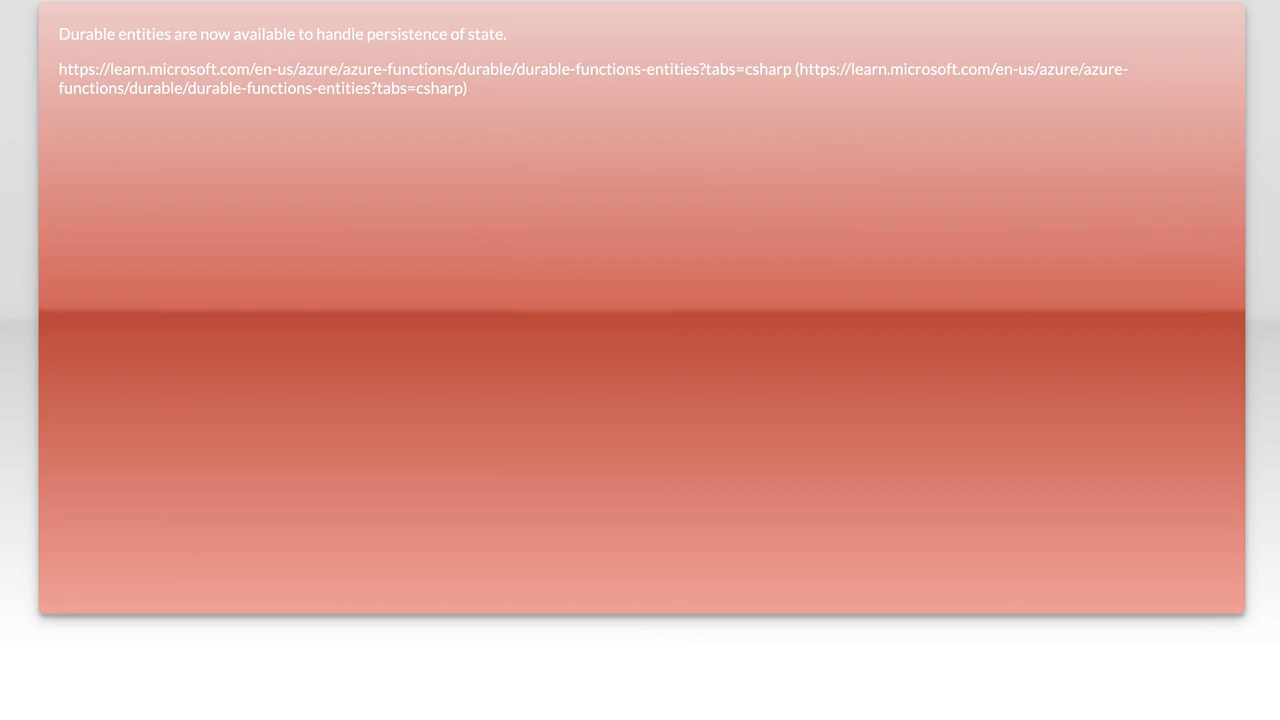 Durable entities are now available to handle persistence of state.
https://learn.microsoft.com/en-us/azure/azure-functions/durable/durable-functions-entities?tabs=csharp (https://learn.microsoft.com/en-us/azure/azure-
functions/durable/durable-functions-entities?tabs=csharp)